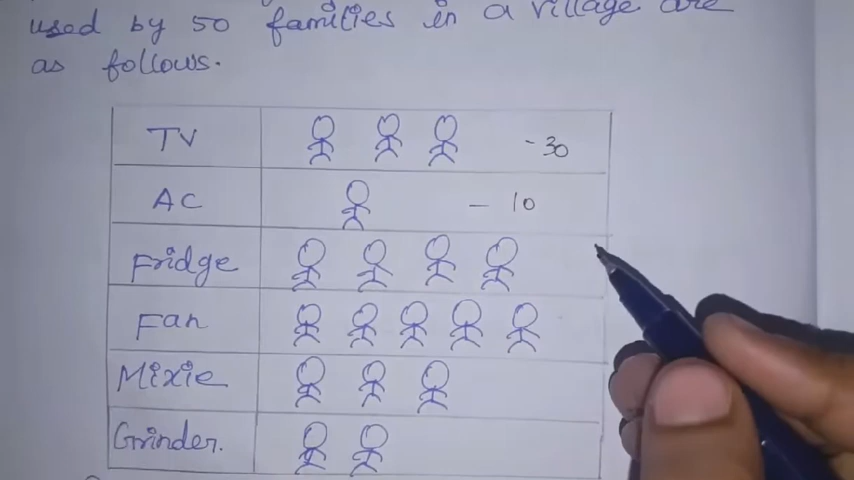 used by 50 families in a village are
as follows.
TV - 30
AC - 10
Fridge
Fan
Mixie
Grinder.